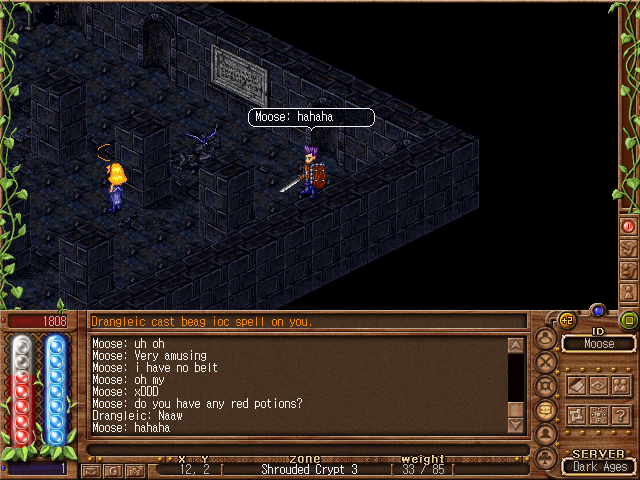 Moose: hahaha
1808
Drangleic cast beag ioc spell on you.
Moose: uh oh
Moose: Very amusing
Moose: i have no belt
Moose: oh my
Moose: xDDD
Moose: do you have any red potions?
Drangleic: Naaw
Moose: hahaha
+2
ID
Moose
1
X Y
ZONE
weight
12, 2
Shrouded Crypt 3
33 / 85
SERVER
Dark Ages
?